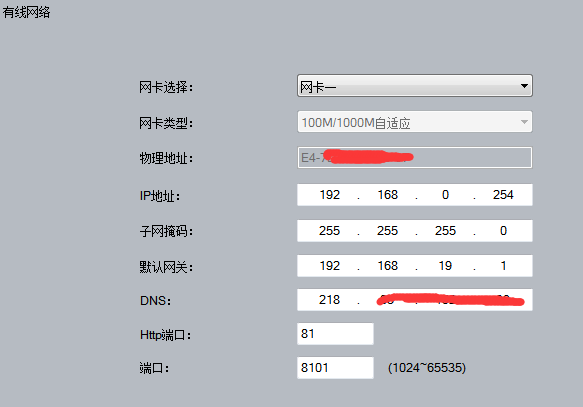 有线网络
网卡选择： 网卡一
网卡类型： 100M/1000M自适应
物理地址： E4-7
IP地址： 192 . 168 . 0 . 254
子网掩码： 255 . 255 . 255 . 0
默认网关： 192 . 168 . 19 . 1
DNS： 218 .
Http端口： 81
端口： 8101 (1024~65535)